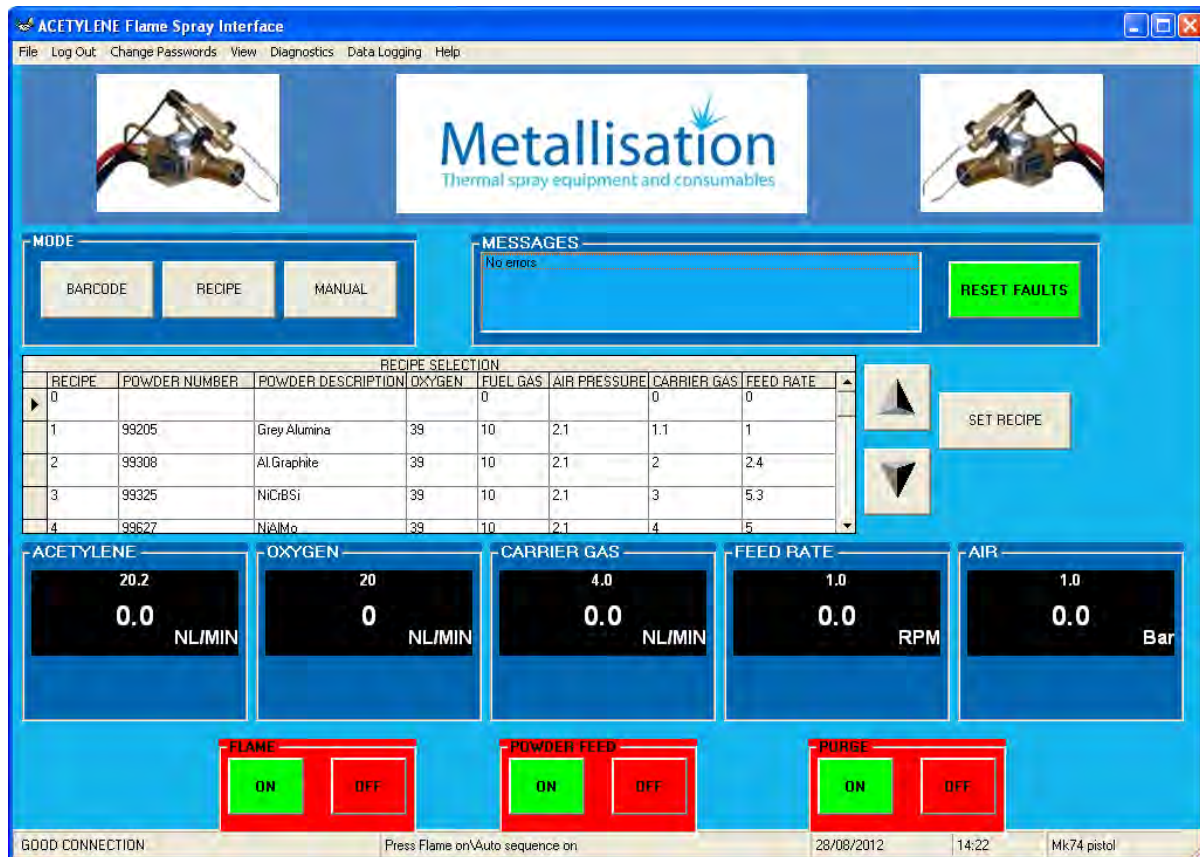 ACETYLENE Flame Spray Interface
File Log Out Change Passwords View Diagnostics Data Logging Help
Metallisation
Thermal spray equipment and consumables
MODE
BARCODE RECIPE MANUAL
MESSAGES
No errors
RESET FAULTS
RECIPE SELECTION
RECIPE POWDER NUMBER POWDER DESCRIPTION OXYGEN FUEL GAS AIR PRESSURE CARRIER GAS FEED RATE
0 0 0 0
1 99205 Grey Alumina 39 10 2.1 1.1 1
2 99308 Al.Graphite 39 10 2.1 2 2.4
3 99325 NiCrBSi 39 10 2.1 3 5.3
4 99627 NiAlMo 39 10 2.1 4 5
SET RECIPE
ACETYLENE
20.2
0.0
NL/MIN
OXYGEN
20
0
NL/MIN
CARRIER GAS
4.0
0.0
NL/MIN
FEED RATE
1.0
0.0
RPM
AIR
1.0
0.0
Bar
FLAME
ON OFF
POWDER FEED
ON OFF
PURGE
ON OFF
GOOD CONNECTION Press Flame on\Auto sequence on 28/08/2012 14:22 Mk74 pistol